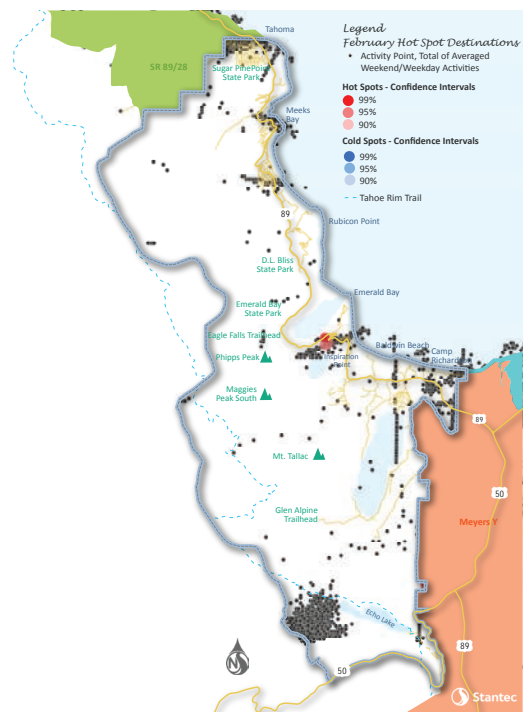 Legend
February Hot Spot Destinations
• Activity Point, Total of Averaged
Weekend/Weekday Activities
Hot Spots - Confidence Intervals
99%
95%
90%
Cold Spots - Confidence Intervals
99%
95%
90%
Tahoe Rim Trail
Tahoma
SR 89/28
Sugar PinePoint
State Park
Meeks
Bay
89
Rubicon Point
D.L. Bliss
State Park
Emerald Bay
Emerald Bay
State Park
Eagle Falls Trailhead
Phipps Peak
Inspiration
Point
Baldwin Beach
Camp
Richardson
Maggies
Peak South
89
Mt. Tallac
50
Glen Alpine
Trailhead
Meyers Y
Echo Lake
89
50
N
Stantec